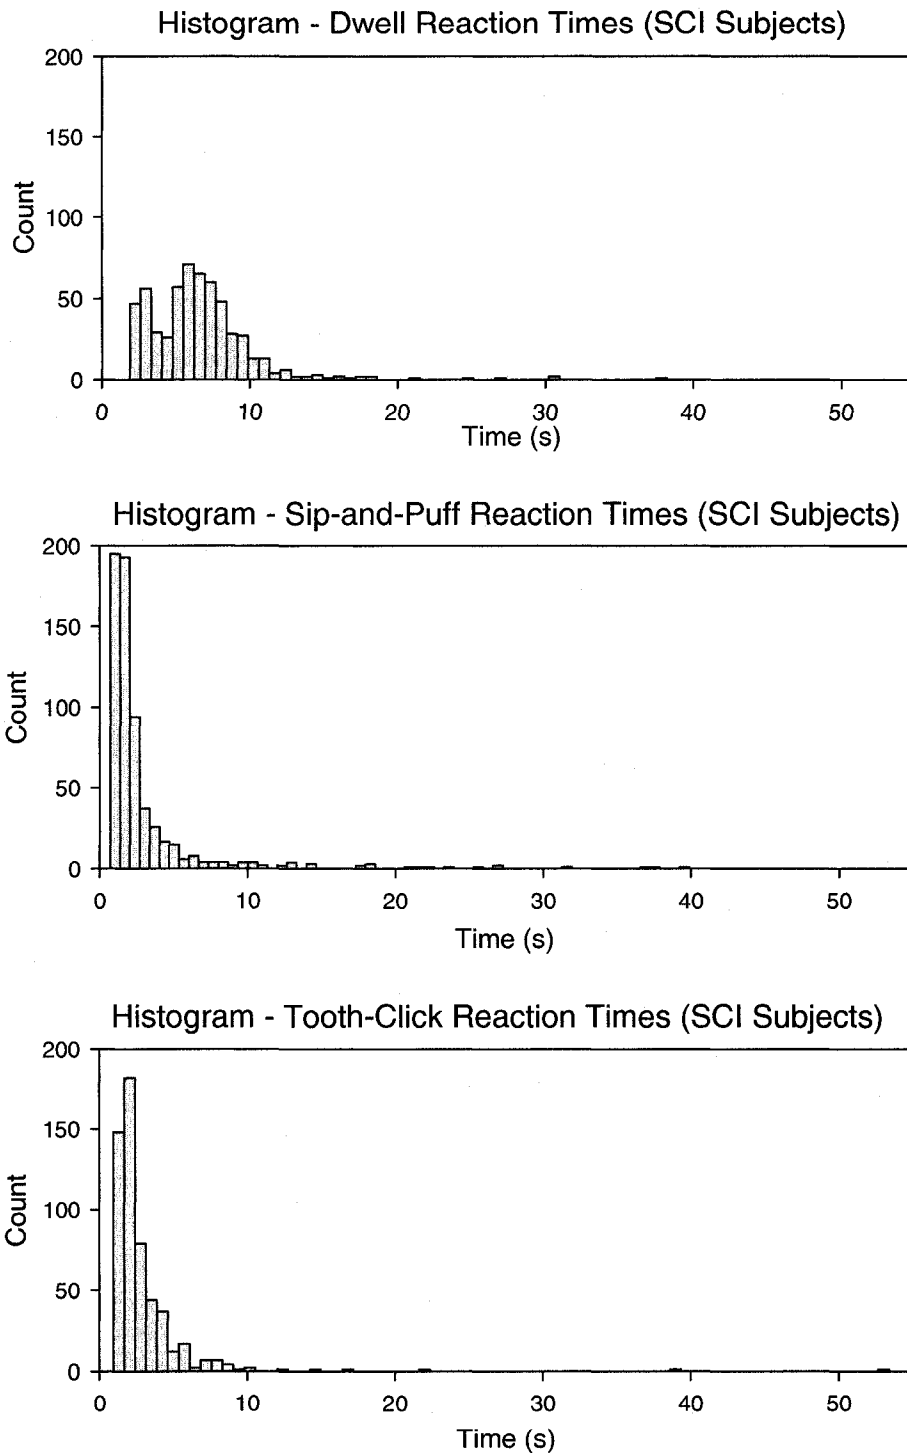 Histogram - Dwell Reaction Times (SCI Subjects)
200
150
100
50
0
Count
0 10 20 30 40 50
Time (s)
Histogram - Sip-and-Puff Reaction Times (SCI Subjects)
200
150
100
50
0
Count
0 10 20 30 40 50
Time (s)
Histogram - Tooth-Click Reaction Times (SCI Subjects)
200
150
100
50
0
Count
0 10 20 30 40 50
Time (s)